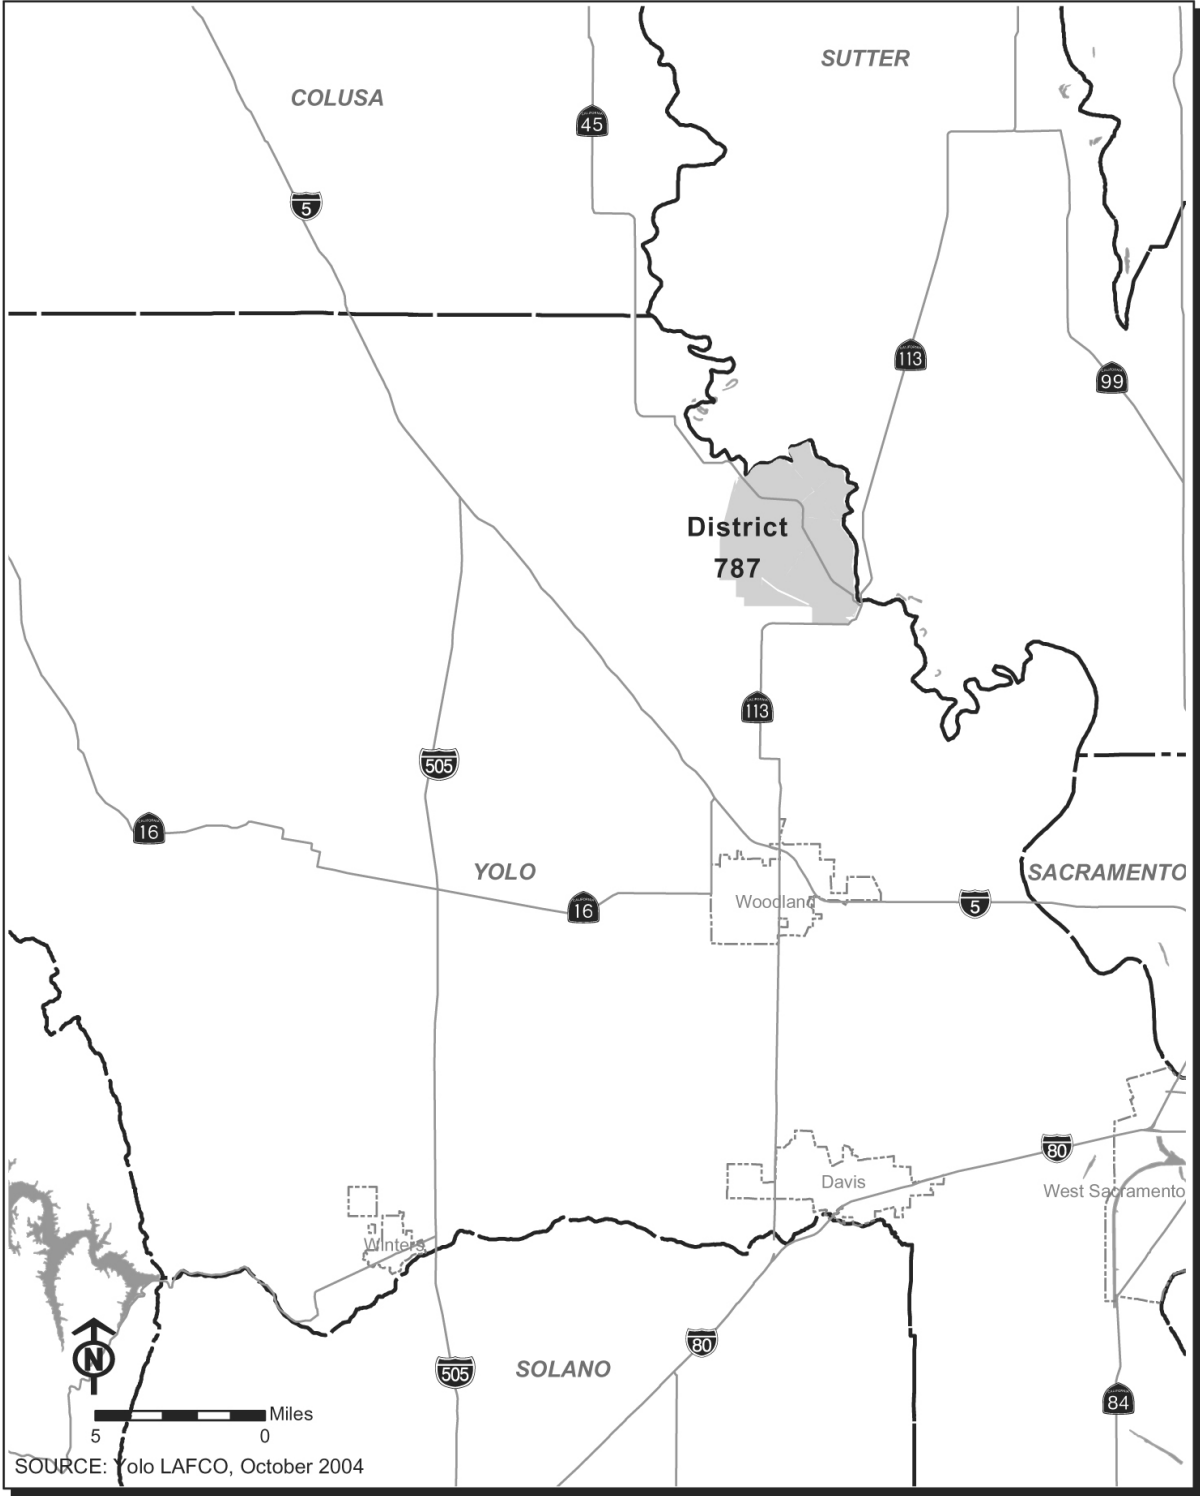 SUTTER
COLUSA
45
5
113
99
District
787
113
505
16
YOLO
16
Woodland
5
SACRAMENTO
80
Davis
West Sacramento
Winters
N
80
505
SOLANO
84
Miles
5 0
SOURCE: Yolo LAFCO, October 2004